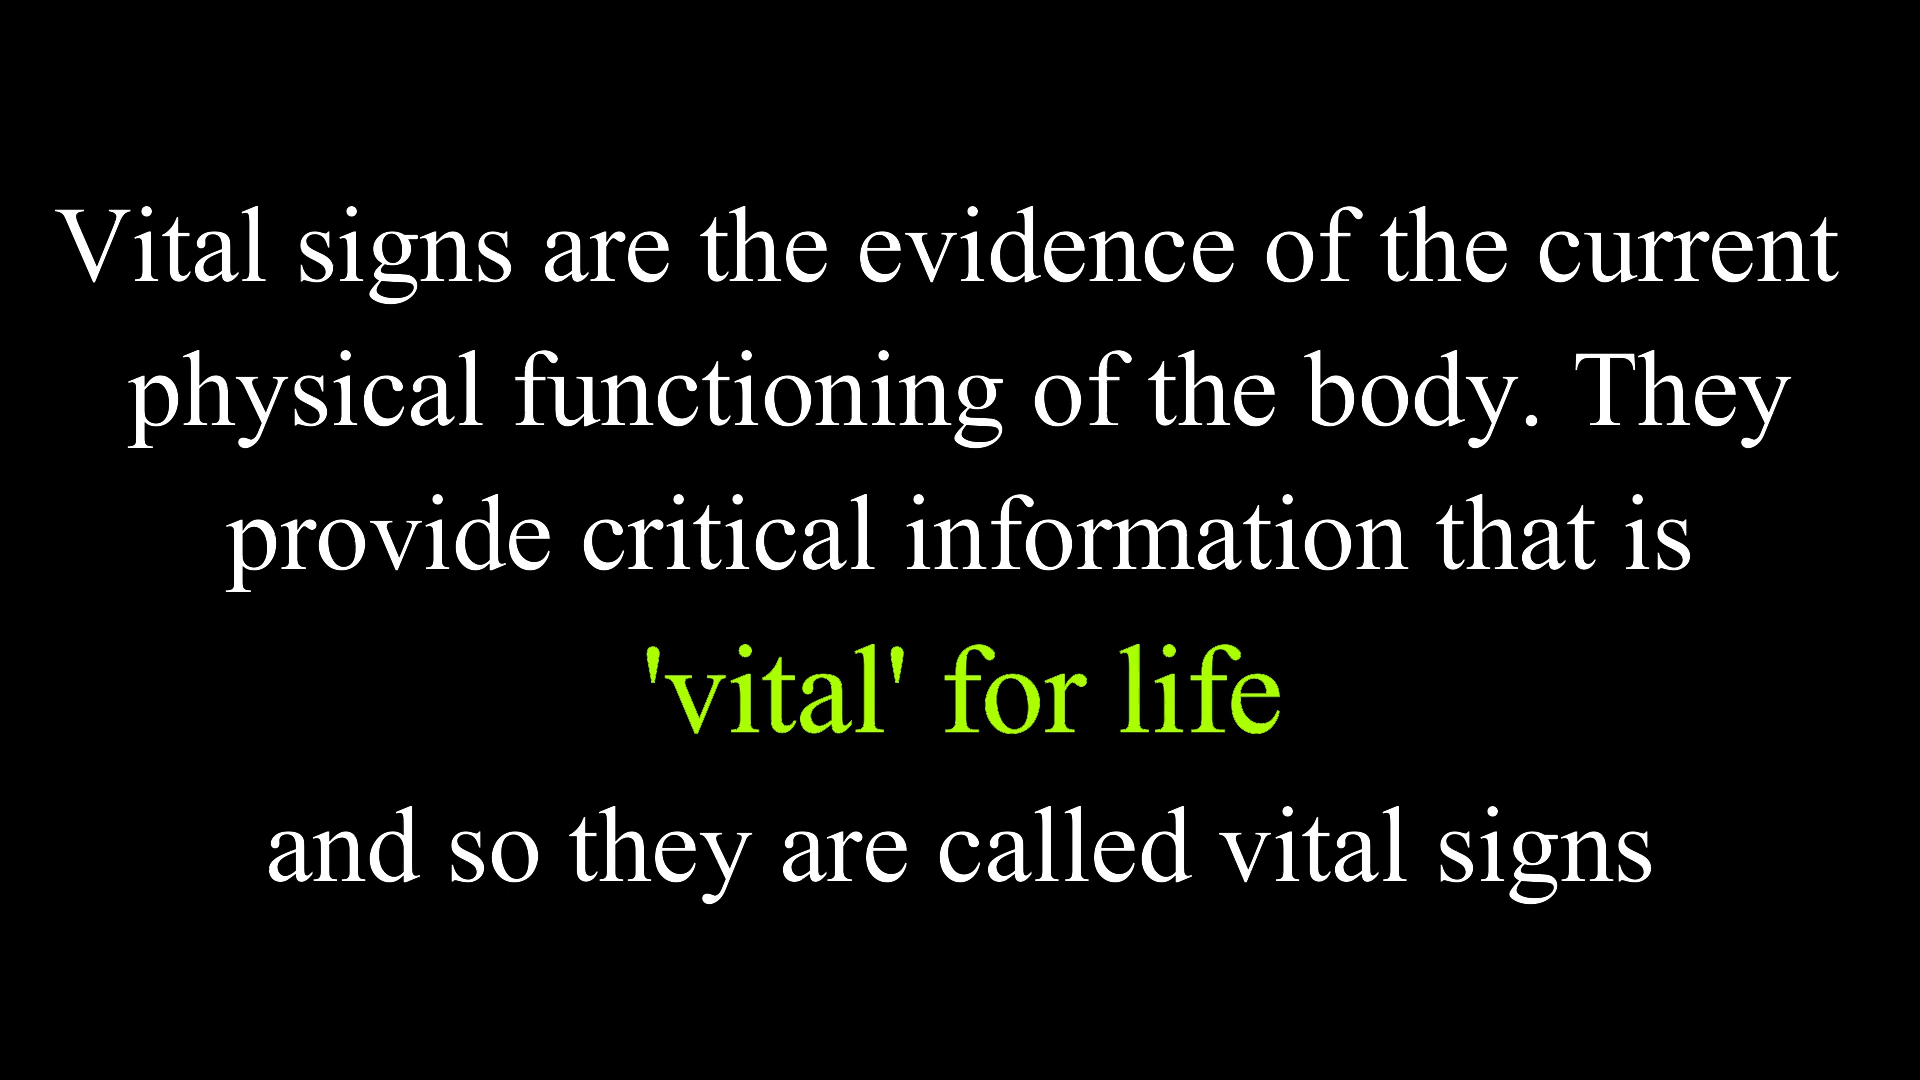 Vital signs are the evidence of the current
physical functioning of the body. They
provide critical information that is
'vital' for life
and so they are called vital signs